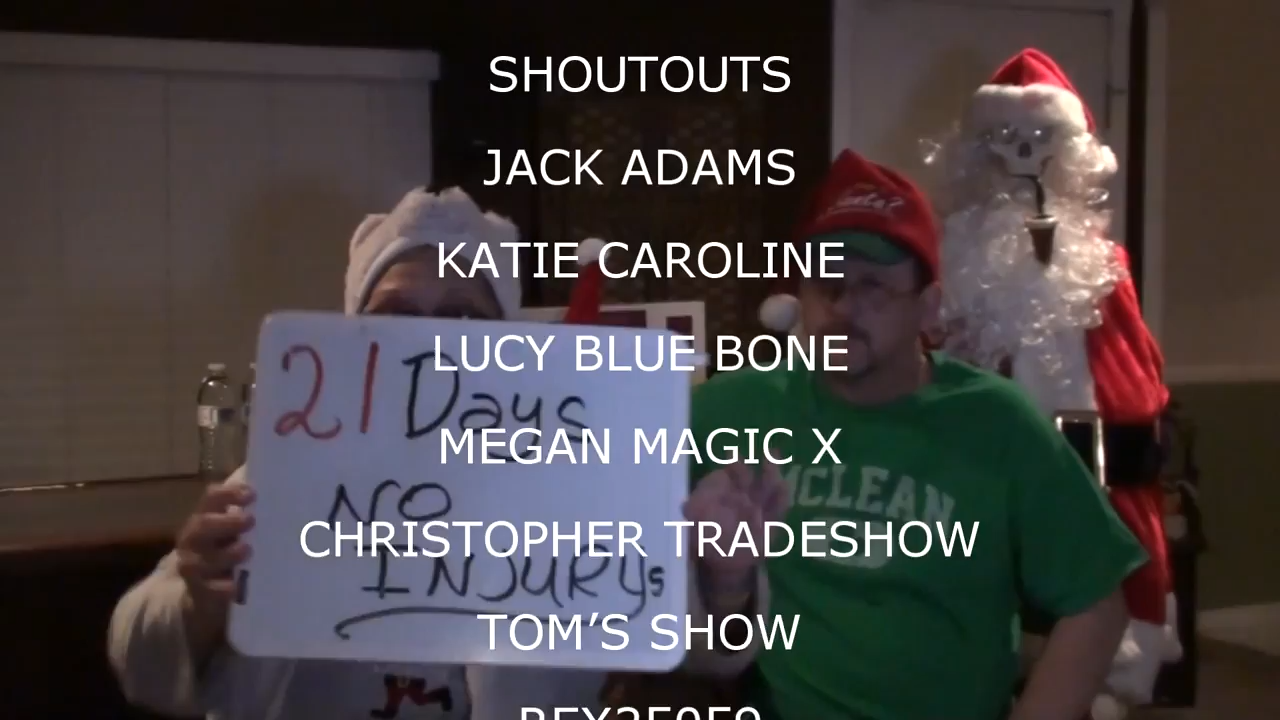 SHOUTOUTS
JACK ADAMS
KATIE CAROLINE
LUCY BLUE BONE
MEGAN MAGIC X
CHRISTOPHER TRADESHOW
TOM’S SHOW
21 Days
NO
INJURYs
MCLEAN